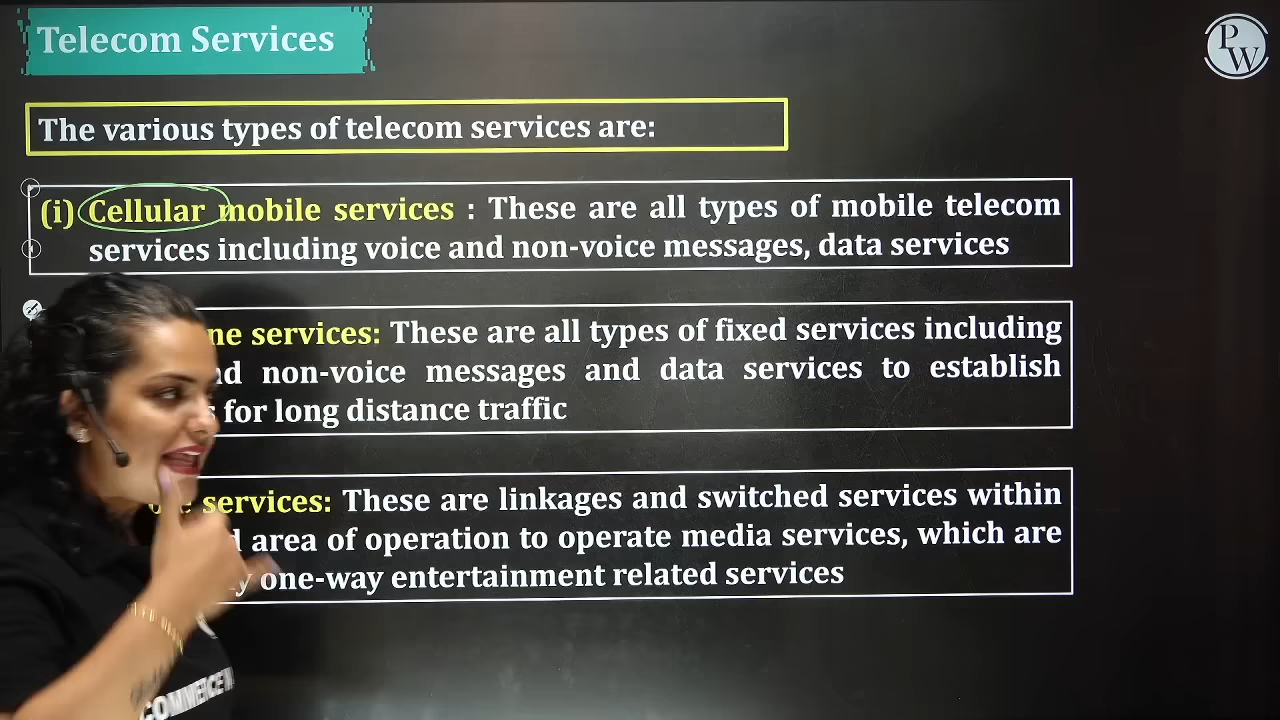 Telecom Services
PW
The various types of telecom services are:
(i) Cellular mobile services : These are all types of mobile telecom
services including voice and non-voice messages, data services
services: These are all types of fixed services including
non-voice messages and data services to establish
for long distance traffic
services: These are linkages and switched services within
area of operation to operate media services, which are
one-way entertainment related services
COMMERCE